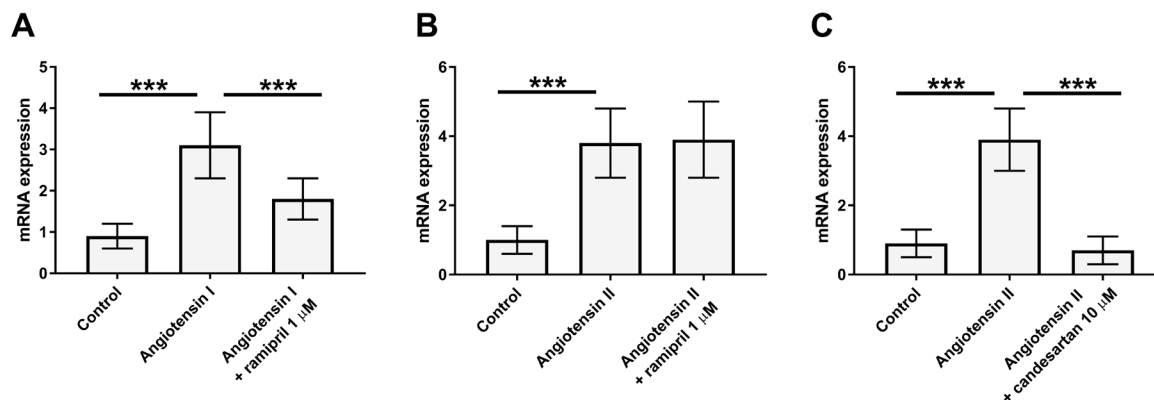 A
mRNA expression
5
4
3
2
1
0
***
***
Control
Angiotensin I
Angiotensin I
+ ramipril 1 μM
B
mRNA expression
6
4
2
0
***
Control
Angiotensin II
Angiotensin II
+ ramipril 1 μM
C
mRNA expression
6
4
2
0
***
***
Control
Angiotensin II
Angiotensin II
+ candesartan 10 μM